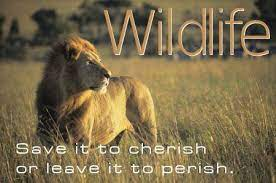 Wildlife
Save it to cherish
or leave it to perish.